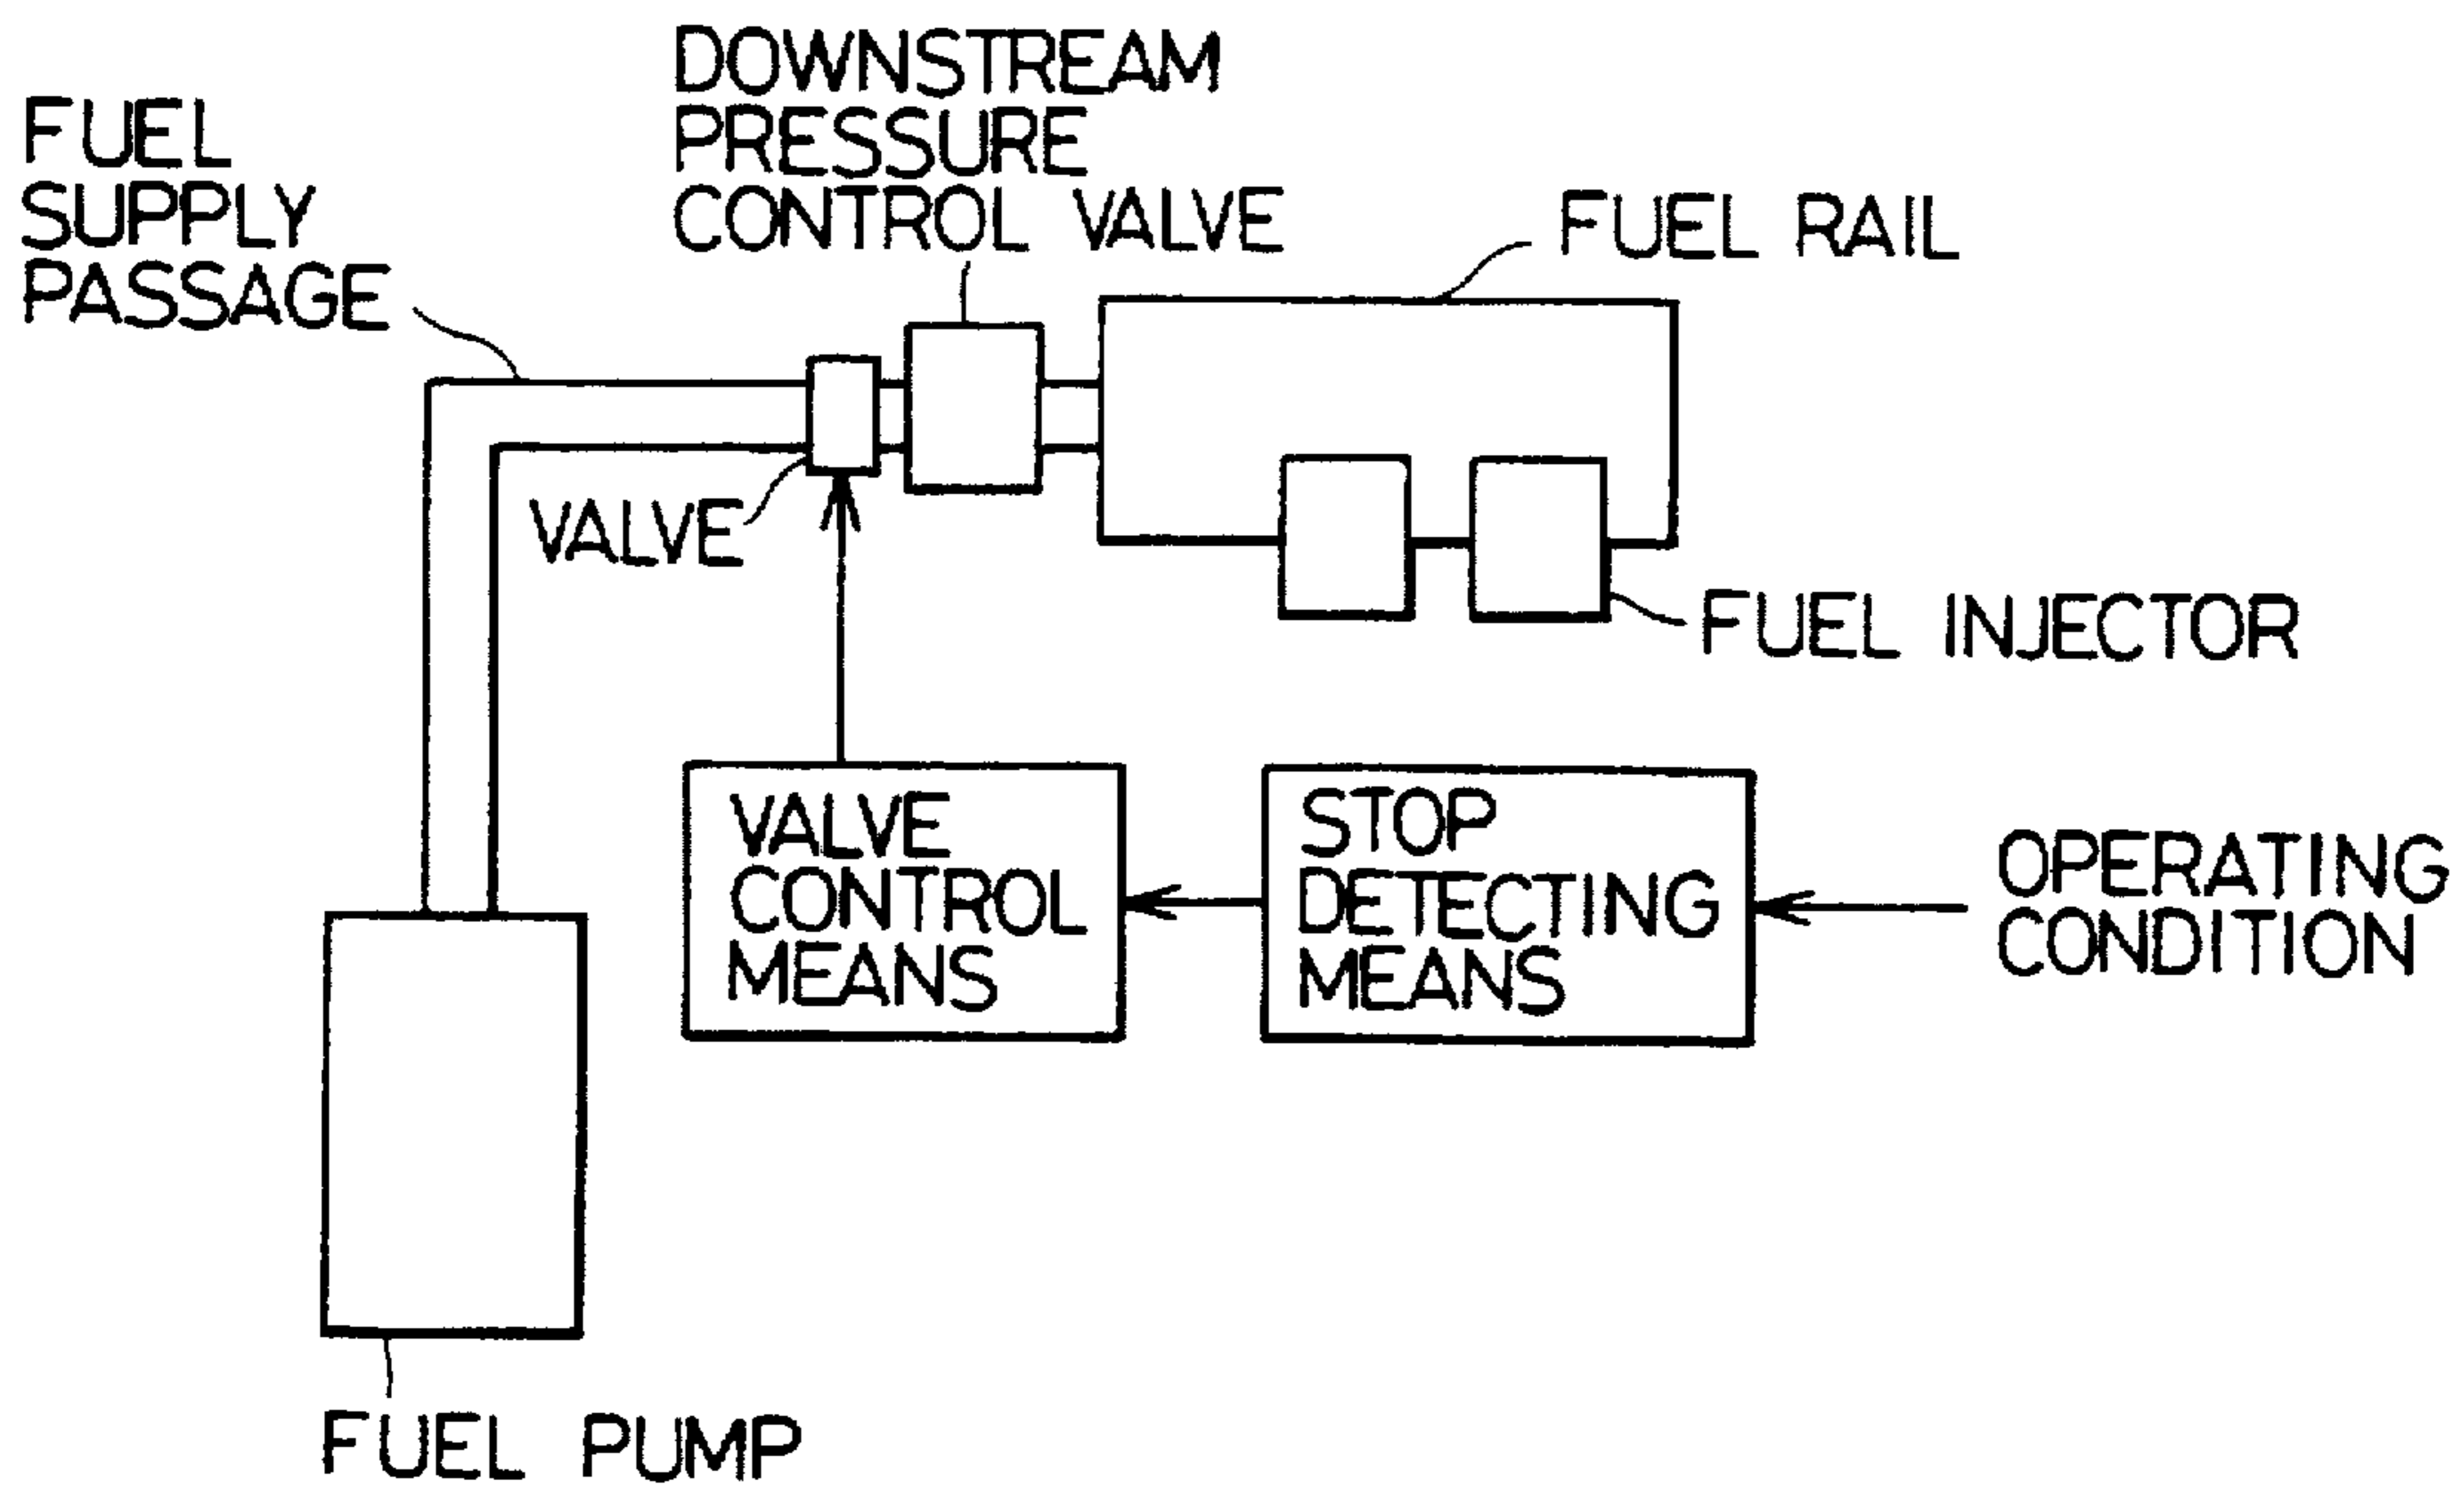 DOWNSTREAM
PRESSURE
CONTROL VALVE
FUEL
SUPPLY
PASSAGE
FUEL RAIL
VALVE
FUEL INJECTOR
VALVE
CONTROL
MEANS
STOP
DETECTING
MEANS
OPERATING
CONDITION
FUEL PUMP